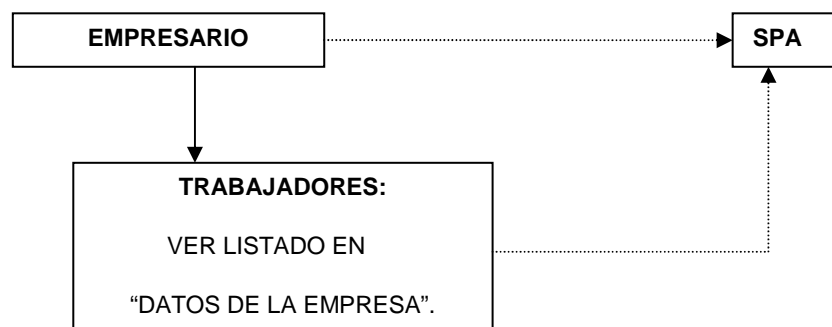 EMPRESARIO
SPA
TRABAJADORES:
VER LISTADO EN
“DATOS DE LA EMPRESA”.